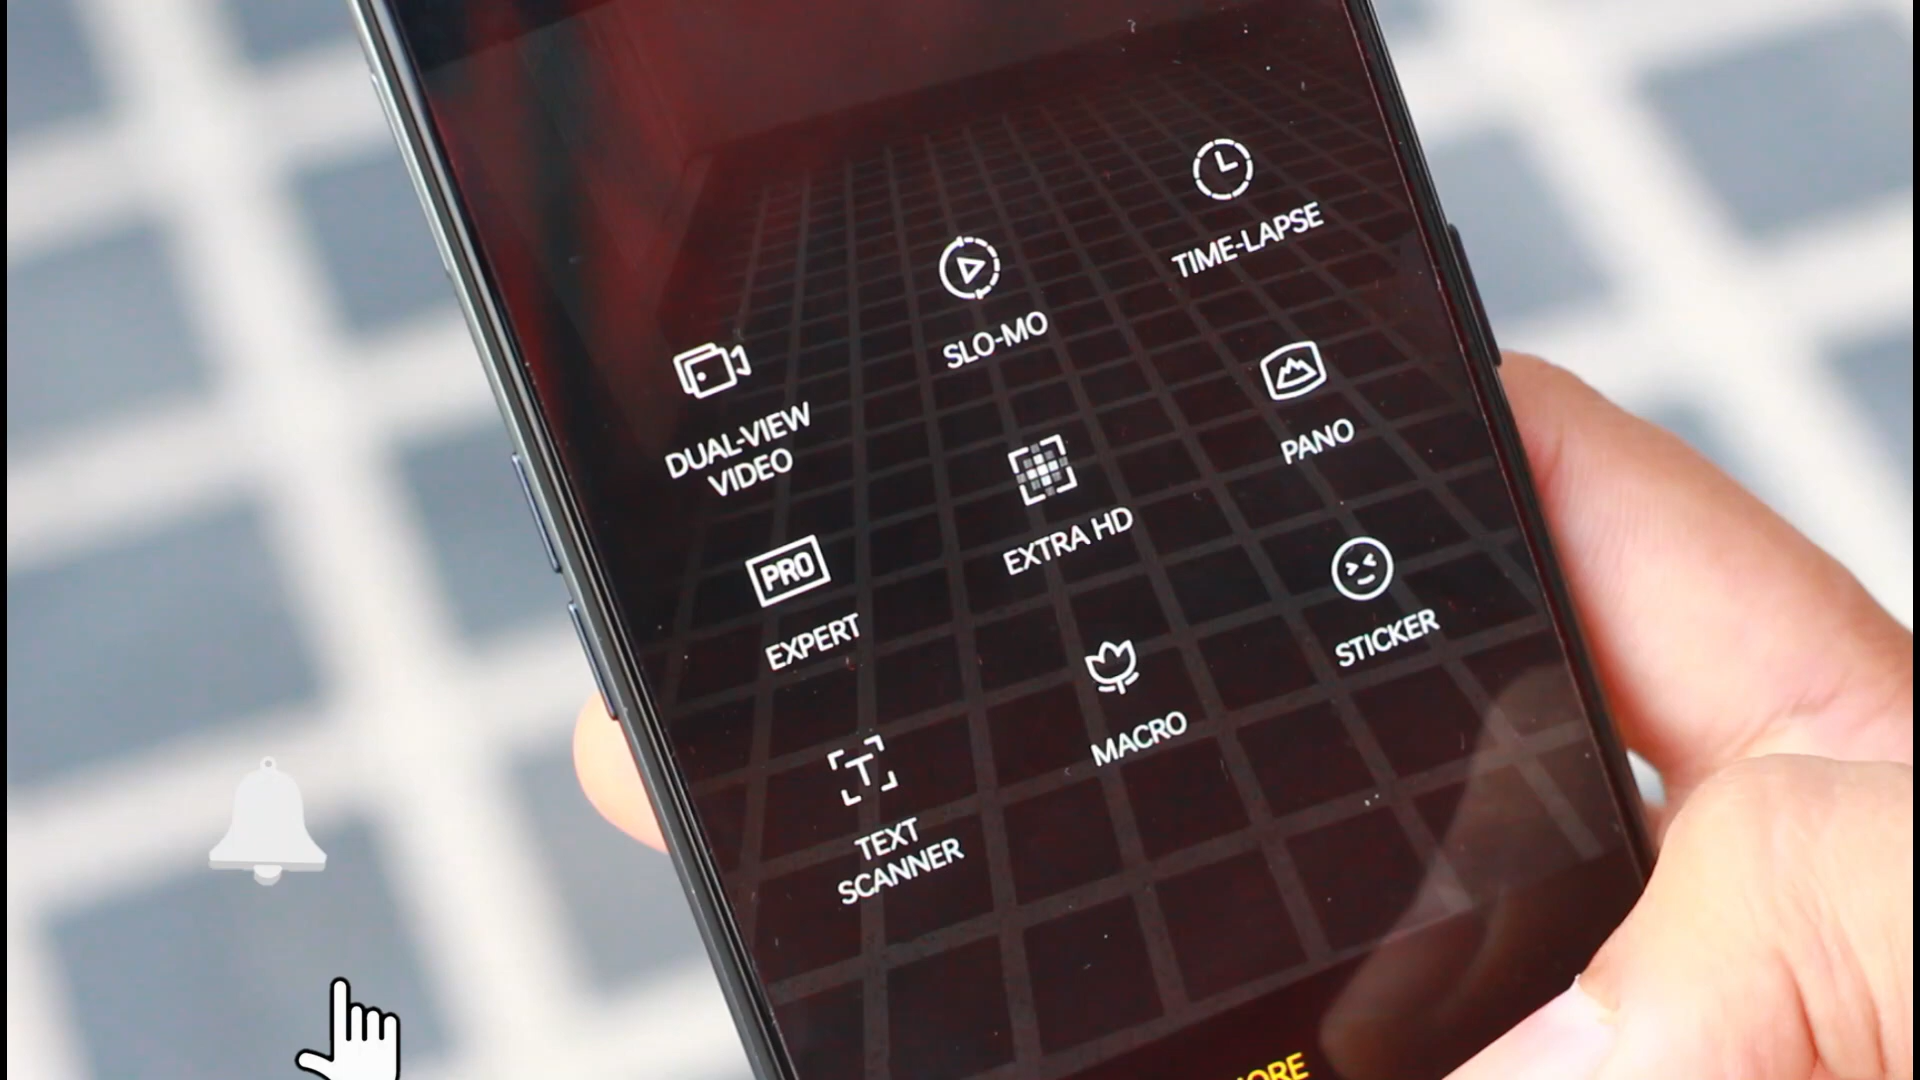 DUAL-VIEW
VIDEO
SLO-MO
TIME-LAPSE
PRO
EXPERT
EXTRA HD
PANO
T
TEXT
SCANNER
MACRO
STICKER